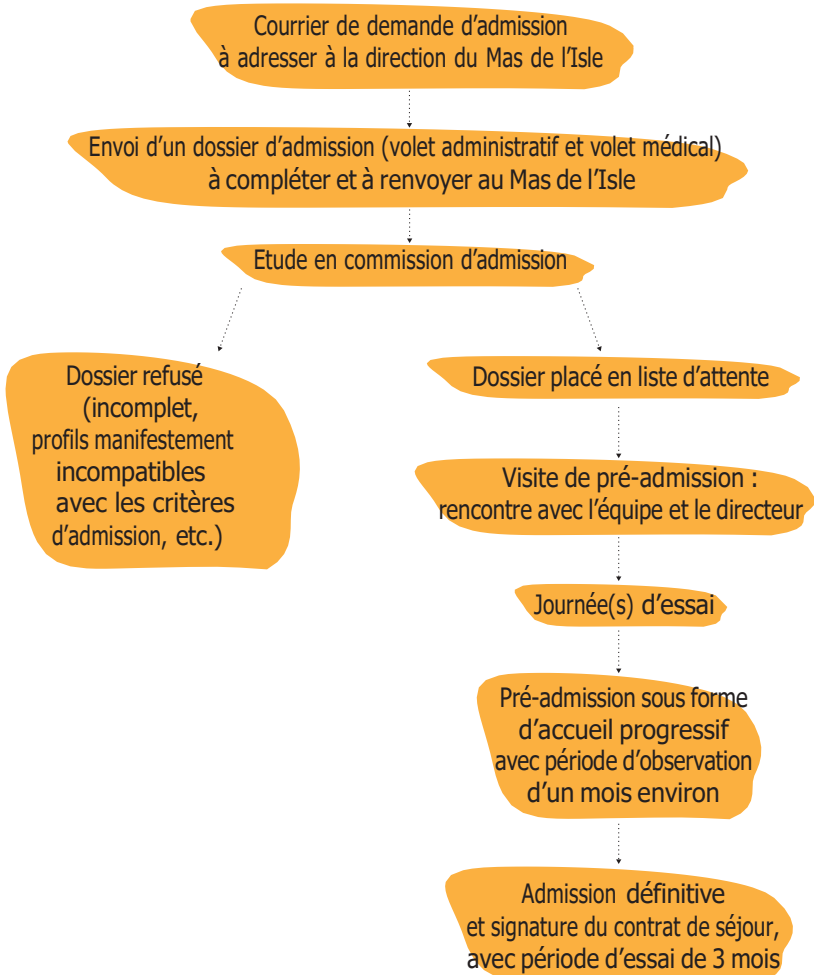 Courrier de demande d'admission
à adresser à la direction du Mas de l'Isle
Envoi d'un dossier d'admission (volet administratif et volet médical)
à compléter et à renvoyer au Mas de l'Isle
Etude en commission d'admission
Dossier refusé
(incomplet,
profils manifestement
incompatibles
avec les critères
d'admission, etc.)
Dossier placé en liste d'attente
Visite de pré-admission :
rencontre avec l'équipe et le directeur
Journée(s) d'essai
Pré-admission sous forme
d'accueil progressif
avec période d'observation
d'un mois environ
Admission définitive
et signature du contrat de séjour,
avec période d'essai de 3 mois